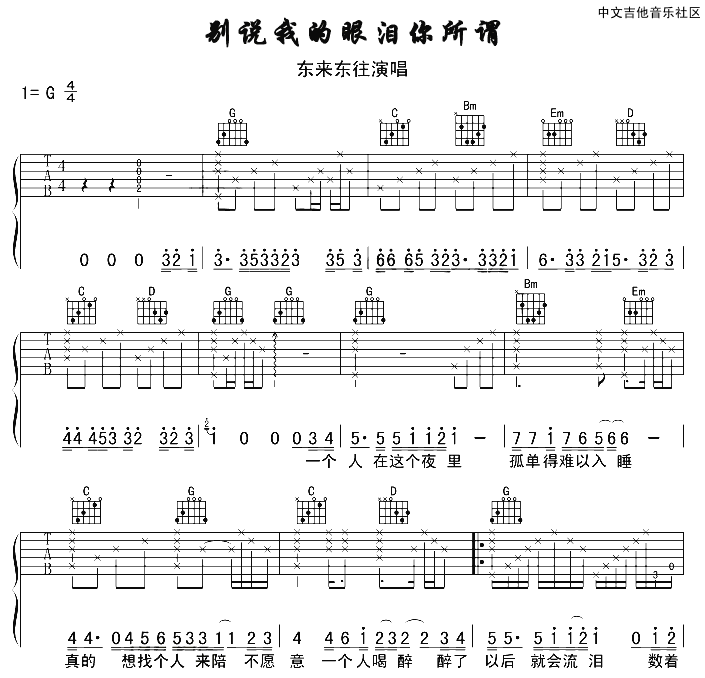 中文吉他音乐社区
别说我的眼泪你所谓
东来东往演唱
1= G 4/4
G C Bm Em D
T A B 4 4 0 0 0 2
0 0 0 3 2 1 3· 3 5 3 3 2 3 3 5 3 6 6 6 5 3 2 3· 3 3 2 1 6· 3 3 2 1 5· 3 2 3
C D G G G Bm Em
T A B
4 4 4 5 3 3 2 3 2 3 1 0 0 0 3 4 5· 5 5 1 1 2 1 - 7 7 1 7 6 5 6 6 -
一个 人 在这个夜 里 孤单得难以入 睡
C G C D G
T A B 3 0
4 4· 0 4 5 6 5 3 1 1 2 3 4 4 6 1 2 3 2 2 3 4 5 5· 0 5 5 1 1 0 6 1
真的 想找个人 来陪 不愿 意 一个人喝 醉 醉了 以后 就会流 泪 数着